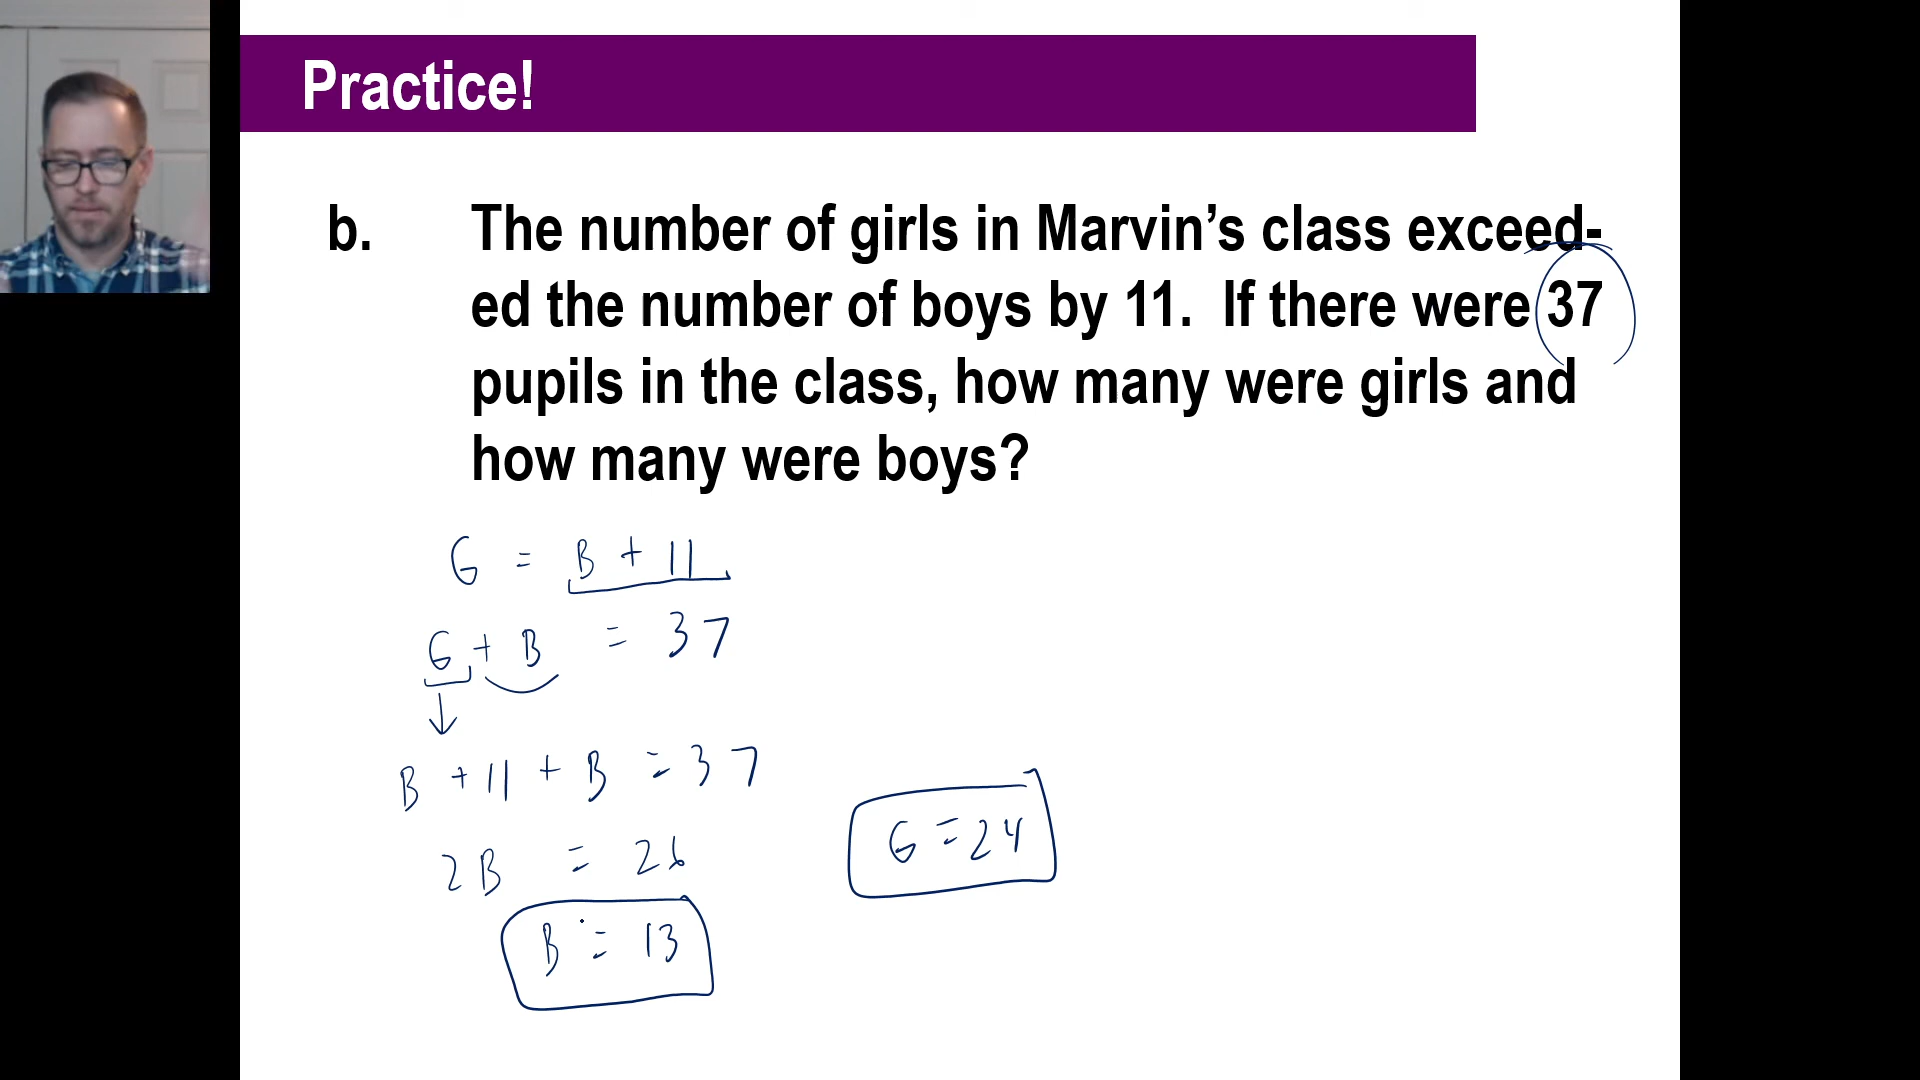 Practice!
b. The number of girls in Marvin’s class exceed-
ed the number of boys by 11. If there were 37
pupils in the class, how many were girls and
how many were boys?
G = B + 11
G + B = 37
B + 11 + B = 37
2B = 26
G = 24
B = 13